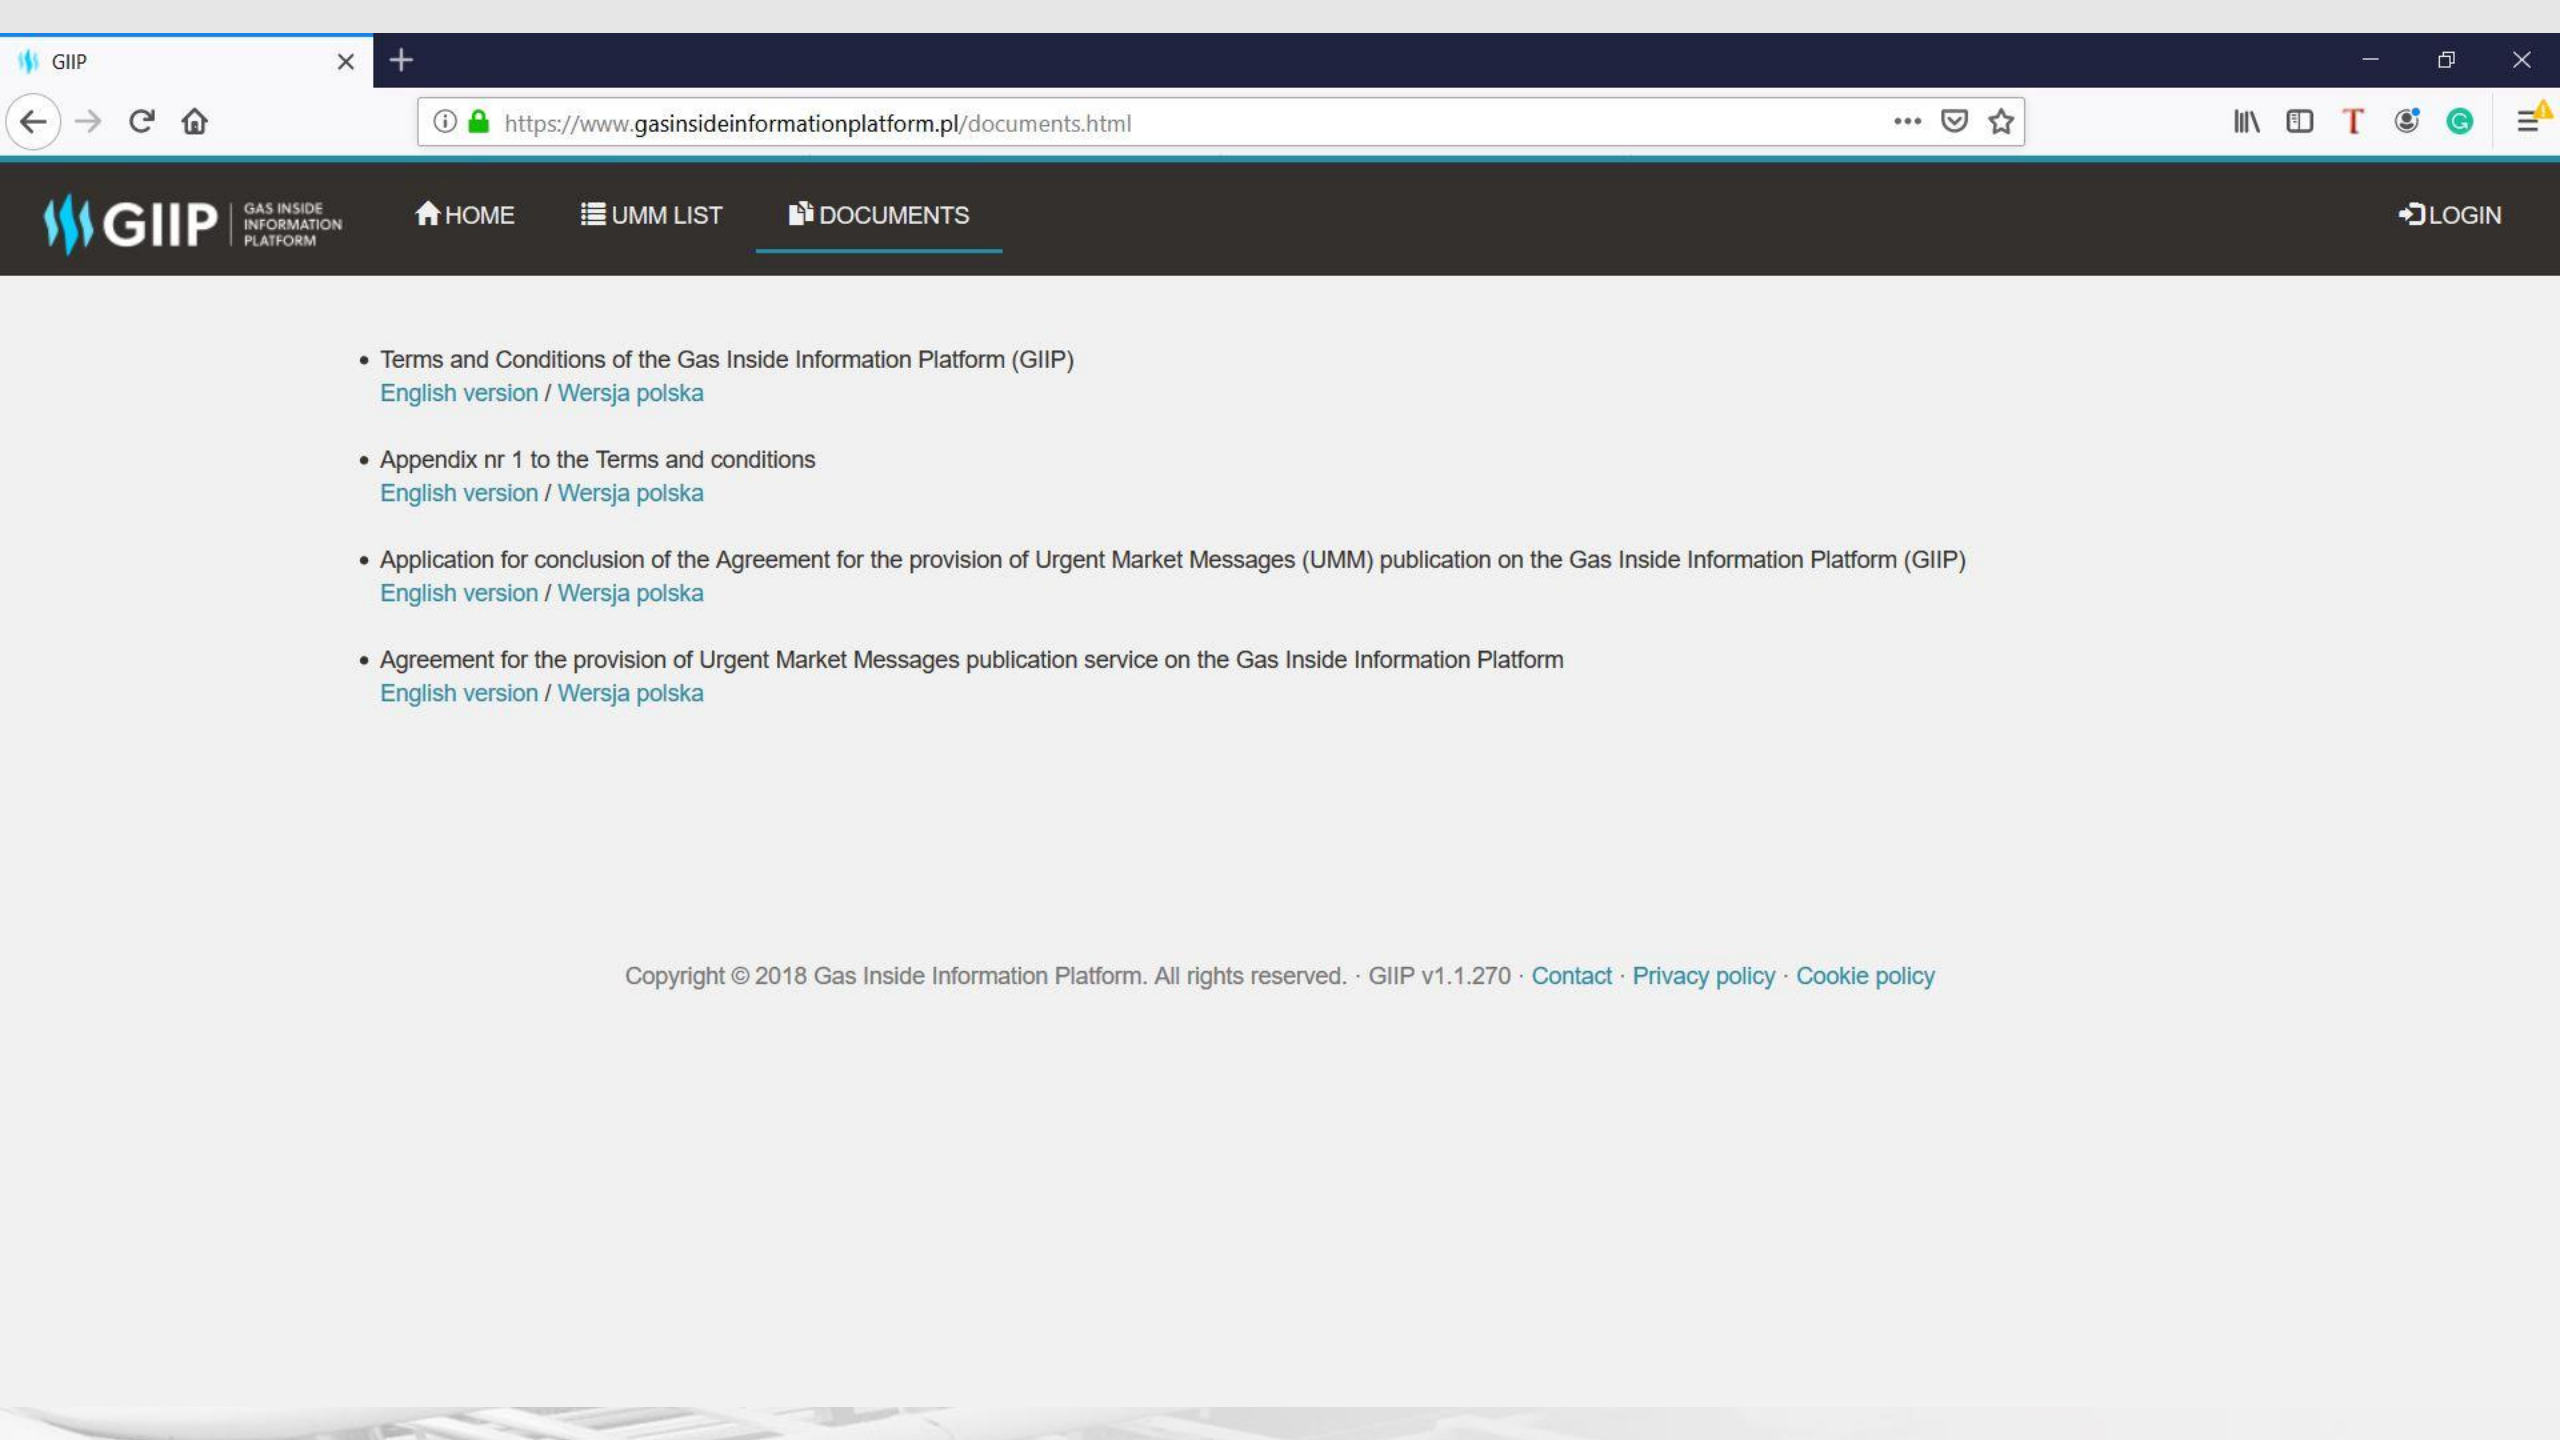 GIIP
https://www.gasinsideinformationplatform.pl/documents.html
GIIP
GAS INSIDE
INFORMATION
PLATFORM
HOME
UMM LIST
DOCUMENTS
LOGIN
• Terms and Conditions of the Gas Inside Information Platform (GIIP)
English version / Wersja polska
• Appendix nr 1 to the Terms and conditions
English version / Wersja polska
• Application for conclusion of the Agreement for the provision of Urgent Market Messages (UMM) publication on the Gas Inside Information Platform (GIIP)
English version / Wersja polska
• Agreement for the provision of Urgent Market Messages publication service on the Gas Inside Information Platform
English version / Wersja polska
Copyright © 2018 Gas Inside Information Platform. All rights reserved. · GIIP v1.1.270 · Contact · Privacy policy · Cookie policy